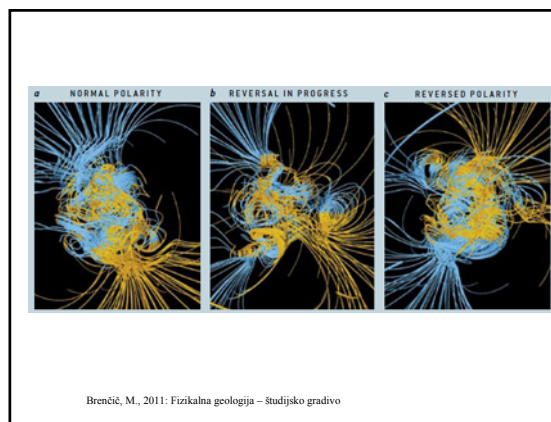 a NORMAL POLARITY
b REVERSAL IN PROGRESS
c REVERSED POLARITY
Brenčič, M., 2011: Fizikalna geologija – študijsko gradivo